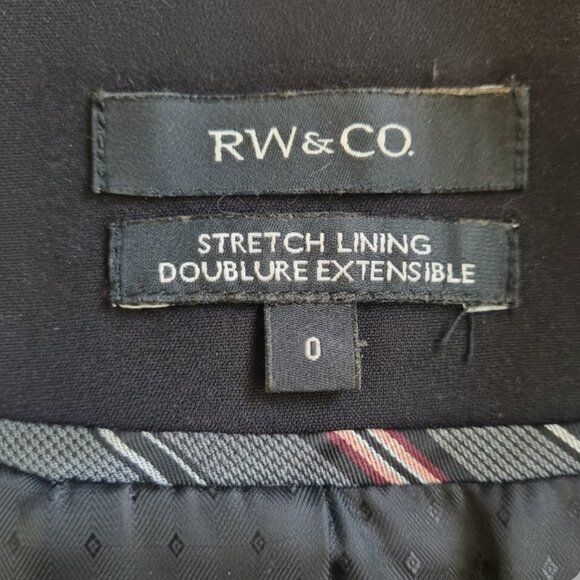 RW&CO.
STRETCH LINING
DOUBLURE EXTENSIBLE
0